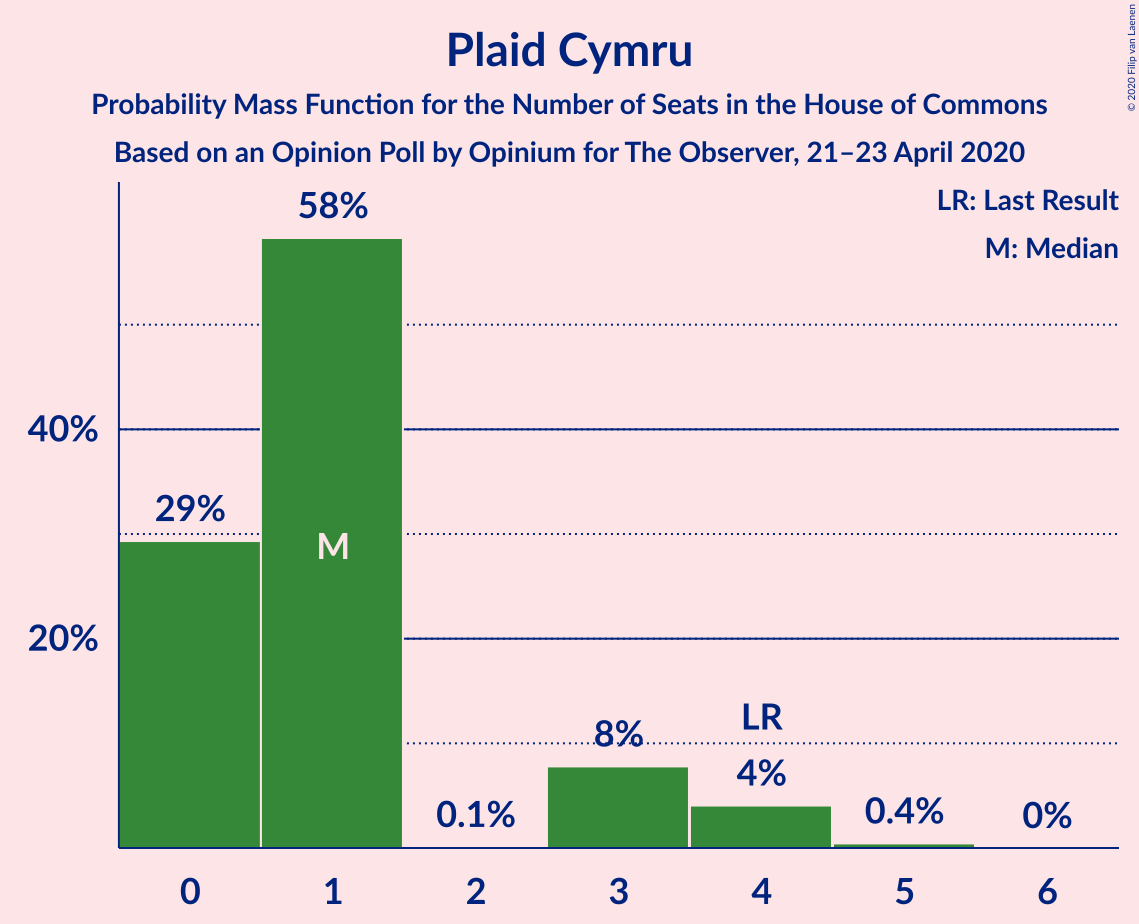 Plaid Cymru
Probability Mass Function for the Number of Seats in the House of Commons
Based on an Opinion Poll by Opinium for The Observer, 21–23 April 2020
© 2020 Filip van Laenen
LR: Last Result
M: Median
58%
40%
29%
M
20%
LR
8%
4%
0.1%
0.4%
0%
0 1 2 3 4 5 6